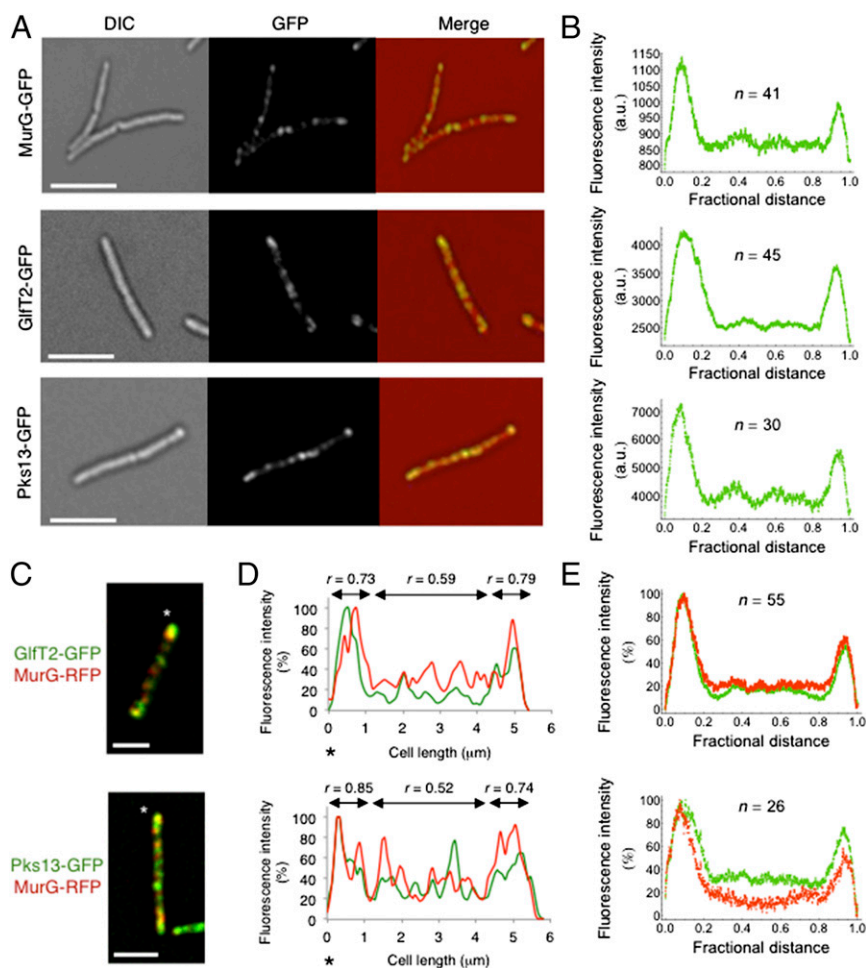 A
DIC
GFP
Merge
MurG-GFP
GlfT2-GFP
Pks13-GFP
B
Fluorescence intensity
(a.u.)
1150
1100
1050
1000
950
900
850
800
n = 41
0.0 0.2 0.4 0.6 0.8 1.0
Fractional distance
Fluorescence intensity
(a.u.)
4000
3500
3000
2500
n = 45
0.0 0.2 0.4 0.6 0.8 1.0
Fractional distance
Fluorescence intensity
(a.u.)
7000
6000
5000
4000
n = 30
0.0 0.2 0.4 0.6 0.8 1.0
Fractional distance
C
GlfT2-GFP
MurG-RFP
*
Pks13-GFP
MurG-RFP
*
D
r = 0.73 r = 0.59 r = 0.79
Fluorescence intensity
(%)
100
80
60
40
20
0
0 1 2 3 4 5 6
* Cell length (μm)
r = 0.85 r = 0.52 r = 0.74
Fluorescence intensity
(%)
100
80
60
40
20
0
0 1 2 3 4 5 6
* Cell length (μm)
E
Fluorescence intensity
(%)
100
80
60
40
20
0
n = 55
0.0 0.2 0.4 0.6 0.8 1.0
Fractional distance
Fluorescence intensity
(%)
100
80
60
40
20
0
n = 26
0.0 0.2 0.4 0.6 0.8 1.0
Fractional distance